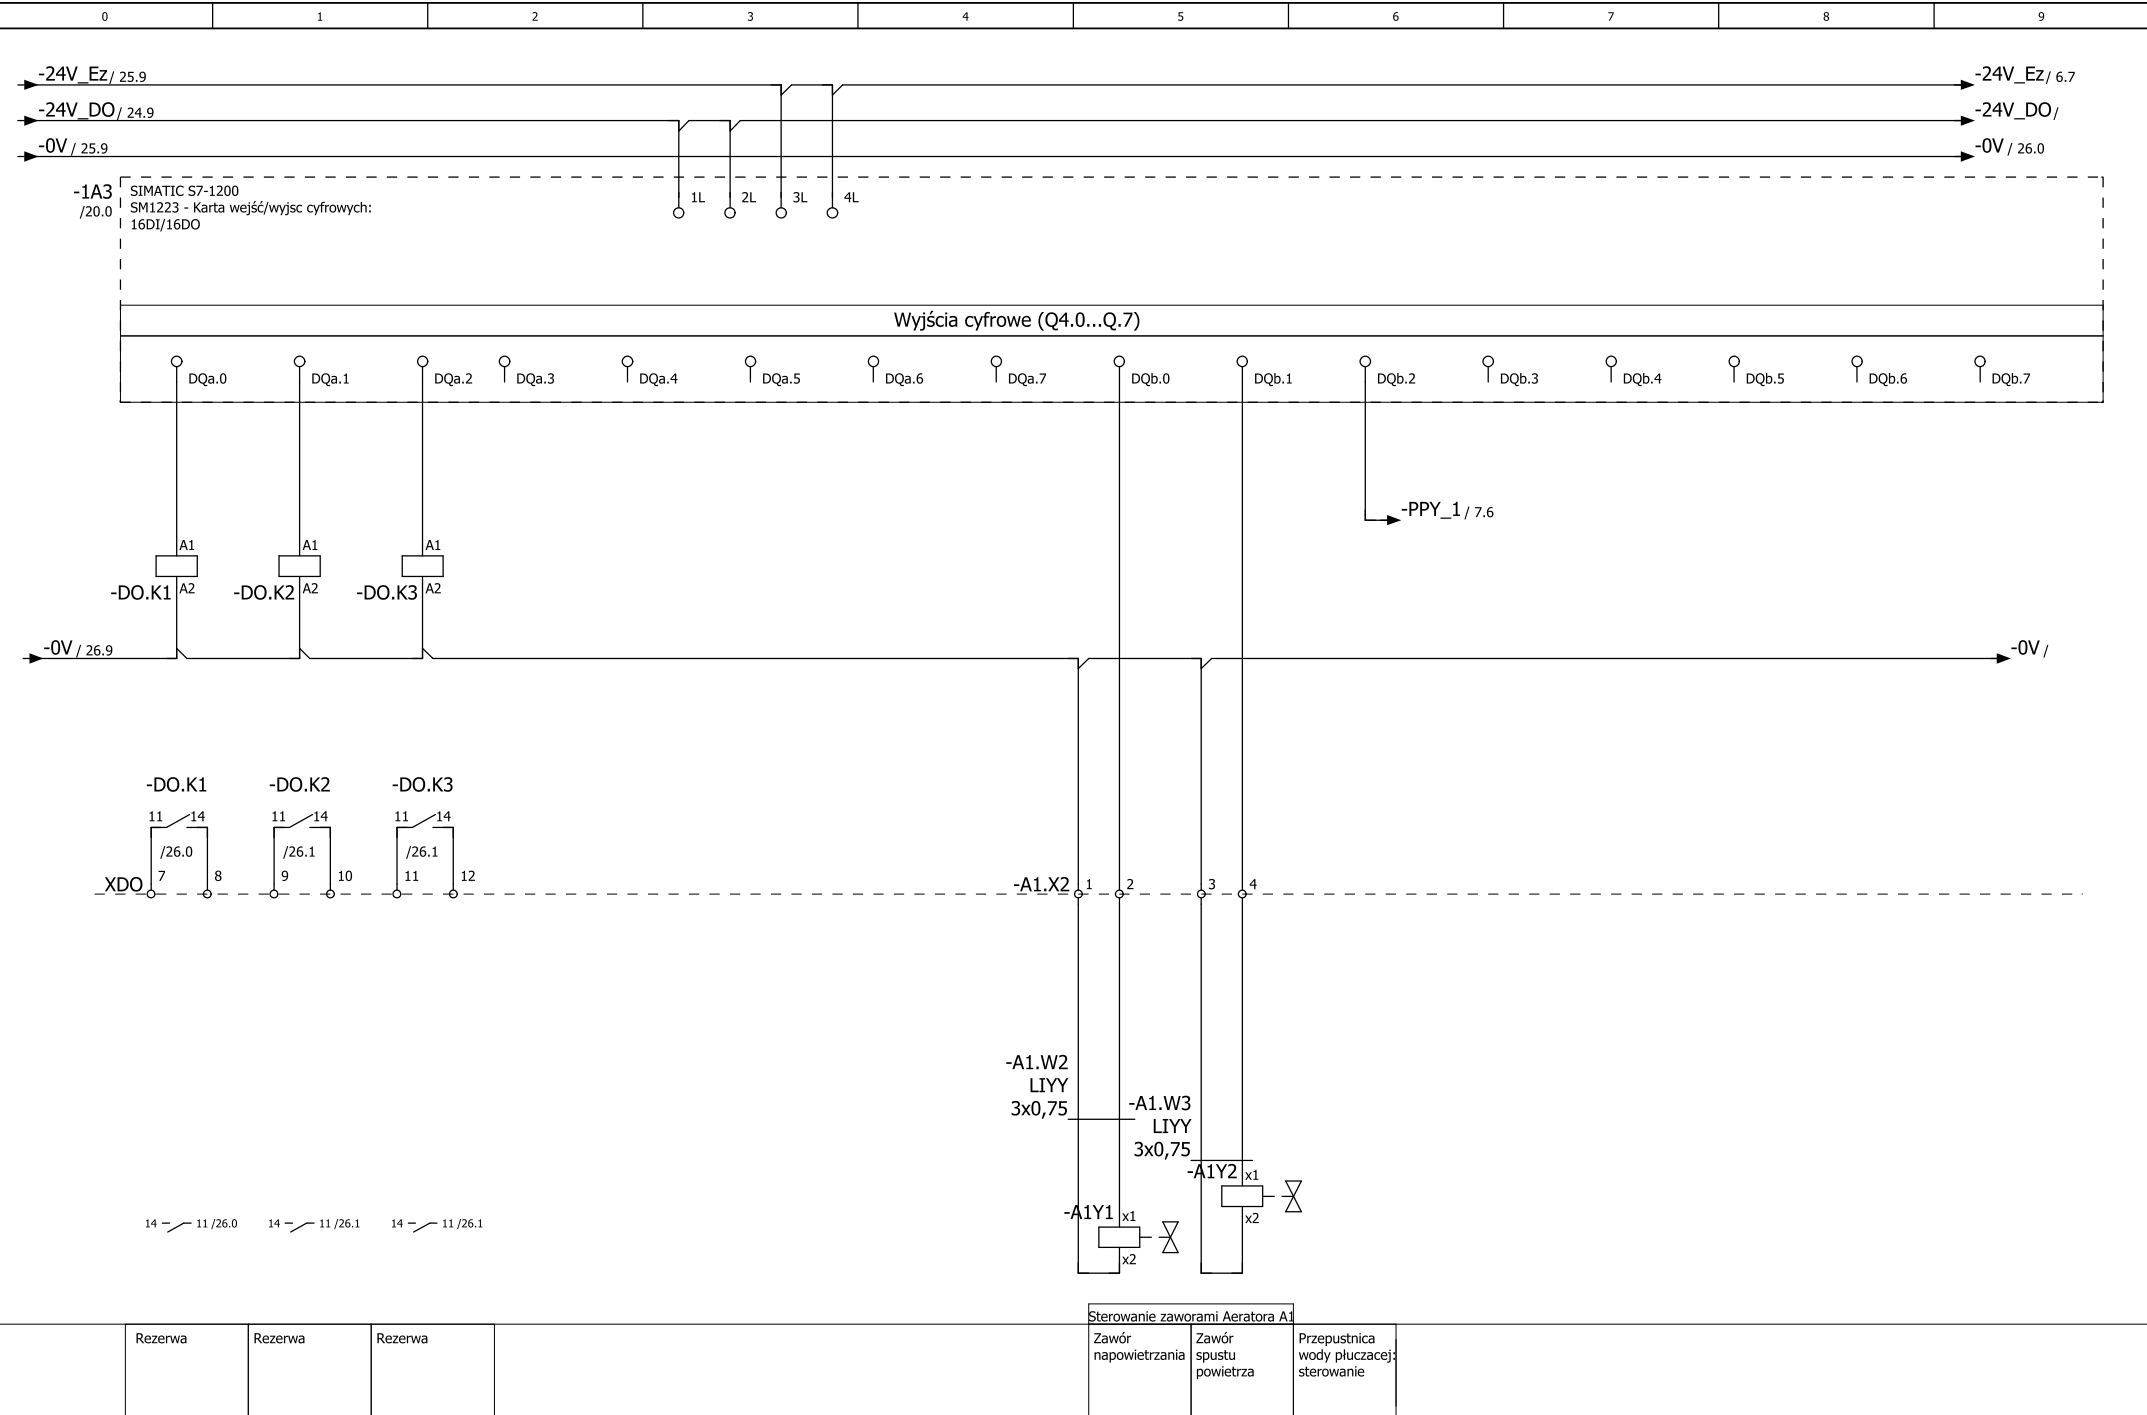 0 1 2 3 4 5 6 7 8 9
-24V_Ez / 25.9 -24V_Ez / 6.7
-24V_DO / 24.9 -24V_DO /
-0V / 25.9 -0V / 26.0
-1A3 SIMATIC S7-1200
/20.0 SM1223 - Karta wejść/wyjsc cyfrowych:
16DI/16DO
1L 2L 3L 4L
Wyjścia cyfrowe (Q4.0...Q.7)
DQa.0 DQa.1 DQa.2 DQa.3 DQa.4 DQa.5 DQa.6 DQa.7 DQb.0 DQb.1 DQb.2 DQb.3 DQb.4 DQb.5 DQb.6 DQb.7
-PPY_1 / 7.6
A1 A1 A1
-DO.K1 A2 -DO.K2 A2 -DO.K3 A2
-0V / 26.9 -0V /
-DO.K1 -DO.K2 -DO.K3
11 14 11 14 11 14
/26.0 /26.1 /26.1
XDO 7 8 9 10 11 12 -A1.X2 1 2 3 4
-A1.W2
LIYY
3x0,75
-A1.W3
LIYY
3x0,75
-A1Y2 x1
x2
-A1Y1 x1
x2
14 11 /26.0 14 11 /26.1 14 11 /26.1
Sterowanie zaworami Aeratora A1
Rezerwa Rezerwa Rezerwa
Zawór
napowietrzania
Zawór
spustu
powietrza
Przepustnica
wody płuczacej:
sterowanie